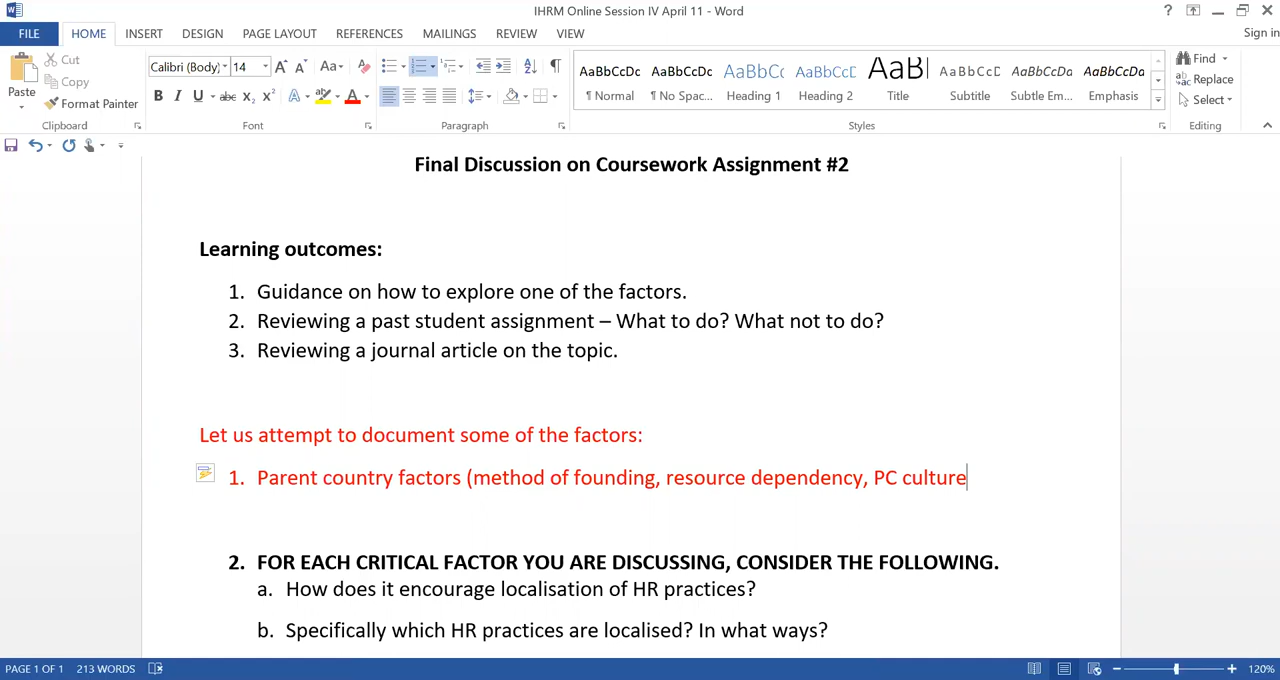 IHRM Online Session IV April 11 - Word
?
Sign in
FILE HOME INSERT DESIGN PAGE LAYOUT REFERENCES MAILINGS REVIEW VIEW
Paste
Cut
Copy
Format Painter
Clipboard
Calibri (Body) 14
Font
Paragraph
AaBbCcDc AaBbCcDc AaBbCc AaBbCcD AaBl AaBbCcD AaBbCcDa AaBbCcDa
¶ Normal ¶ No Spac... Heading 1 Heading 2 Title Subtitle Subtle Em... Emphasis
Styles
Find
Replace
Select
Editing
Final Discussion on Coursework Assignment #2
Learning outcomes:
1. Guidance on how to explore one of the factors.
2. Reviewing a past student assignment – What to do? What not to do?
3. Reviewing a journal article on the topic.
Let us attempt to document some of the factors:
1. Parent country factors (method of founding, resource dependency, PC culture
2. FOR EACH CRITICAL FACTOR YOU ARE DISCUSSING, CONSIDER THE FOLLOWING.
a. How does it encourage localisation of HR practices?
b. Specifically which HR practices are localised? In what ways?
PAGE 1 OF 1 213 WORDS
120%